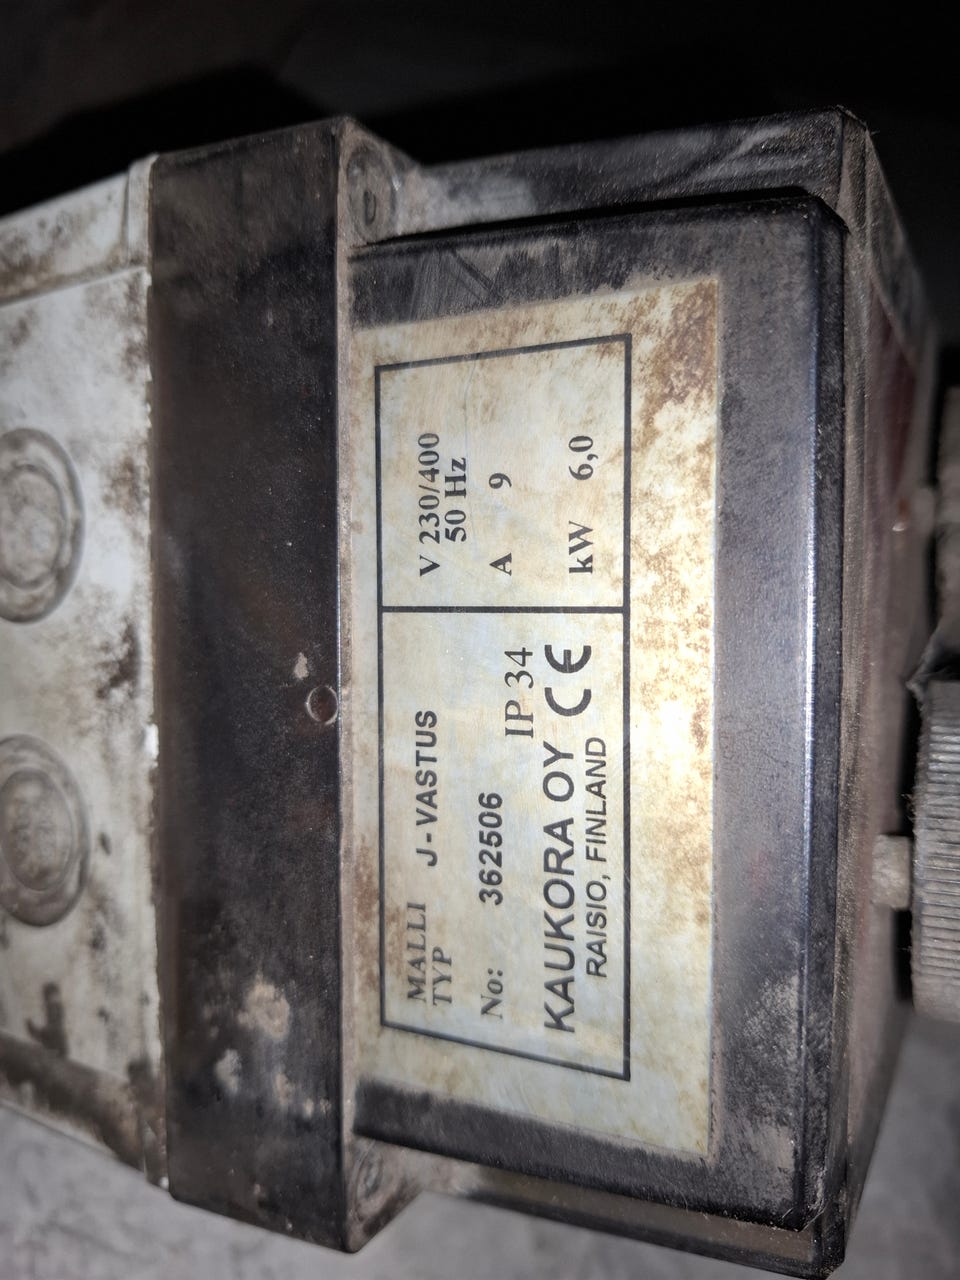 MALLI
TYP J-VASTUS
No: 362506
IP 34
KAUKORA OY CE
RAISIO, FINLAND
V 230/400
50 Hz
A 9
kW 6,0